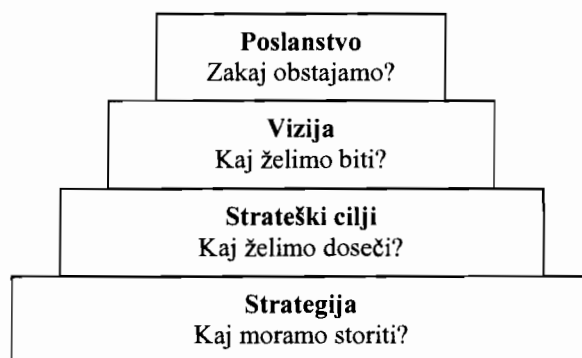 Poslanstvo
Zakaj obstajamo?
Vizija
Kaj želimo biti?
Strateški cilji
Kaj želimo doseči?
Strategija
Kaj moramo storiti?